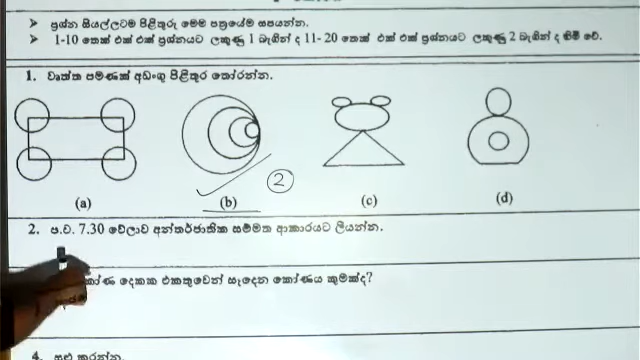 ➤ ප්‍රශ්න සියල්ලටම පිළිතුරු මෙම පත්‍රයේම සපයන්න.
➤ 1-10 තෙක් එක් එක් ප්‍රශ්නයට ලකුණු 1 බැගින් ද 11- 20 තෙක් එක් එක් ප්‍රශ්නයට ලකුණු 2 බැගින් ද හිමි වේ.
1. වෘත්ත පමණක් අඩංගු පිළිතුර තෝරන්න.
2
(a) (b) (c) (d)
2. ප.ව. 7.30 වේලාව අන්තර්ජාතික සම්මත ආකාරයට ලියන්න.
දෙකක එකතුවෙන් සෑදෙන කෝණය කුමක්ද?
4. සුළු කරන්න.